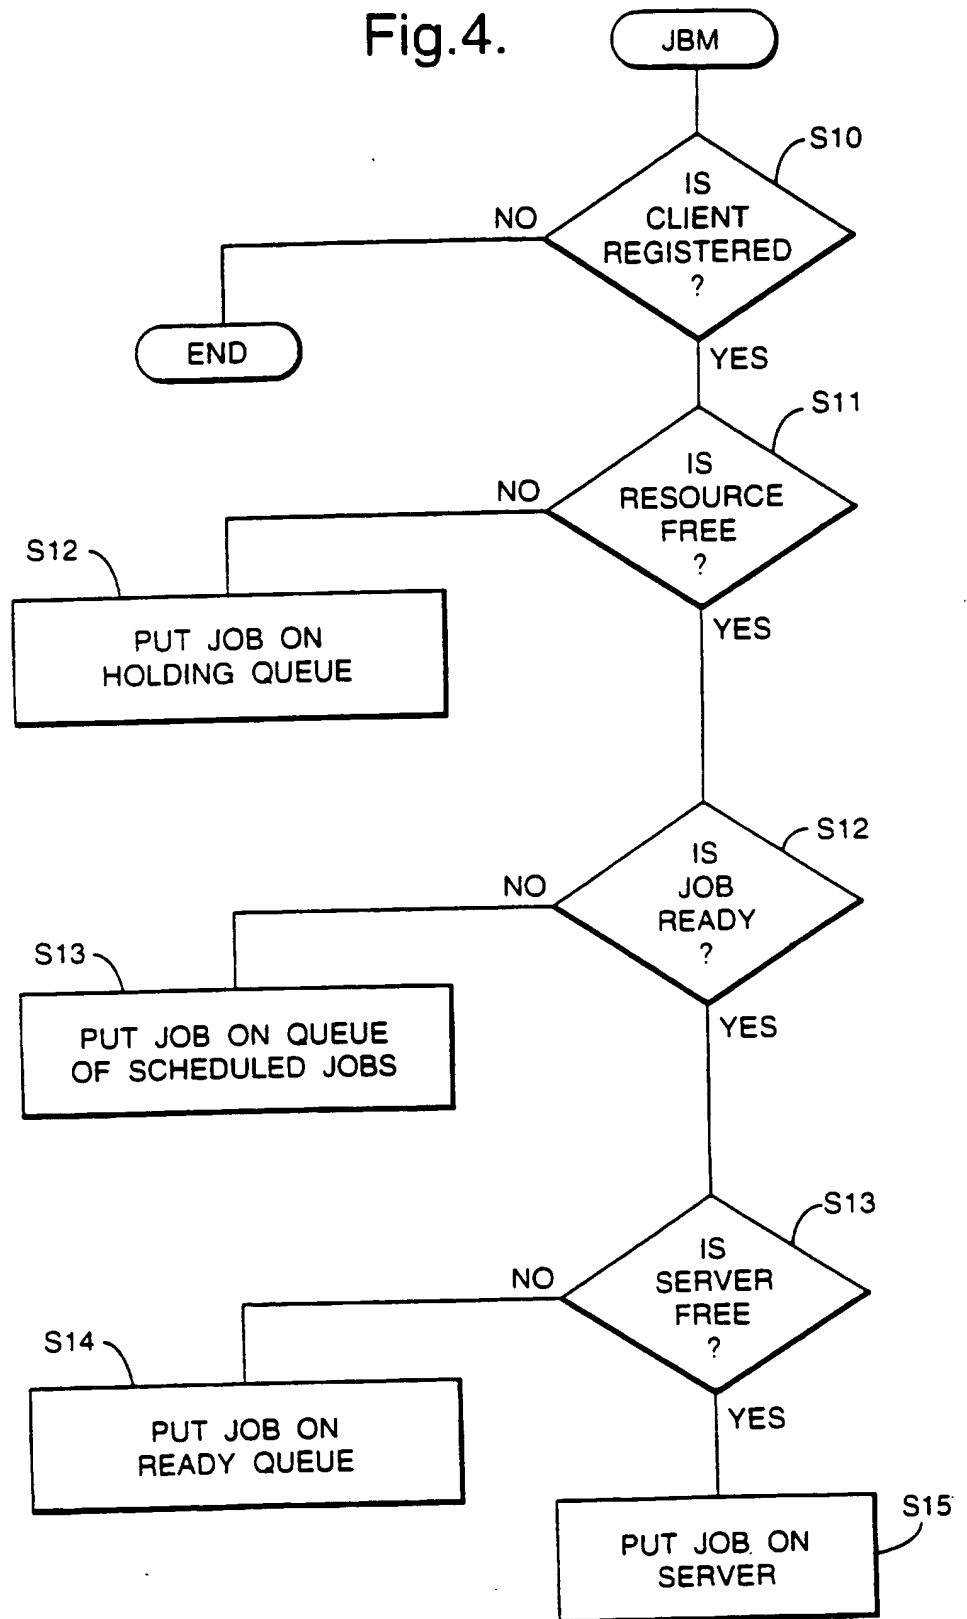 Fig.4.
JBM
S10
IS
CLIENT
REGISTERED
?
NO
END
YES
S11
IS
RESOURCE
FREE
?
NO
S12
PUT JOB ON
HOLDING QUEUE
YES
S12
IS
JOB
READY
?
NO
S13
PUT JOB ON QUEUE
OF SCHEDULED JOBS
YES
S13
IS
SERVER
FREE
?
NO
S14
PUT JOB ON
READY QUEUE
YES
S15
PUT JOB ON
SERVER